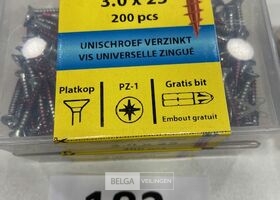 3.0 x 25
200 pcs
UNISCHROEF VERZINKT
VIS UNIVERSELLE ZINGUÉ
Platkop
PZ-1
Gratis bit
Embout gratuit
BELGA VEILINGEN